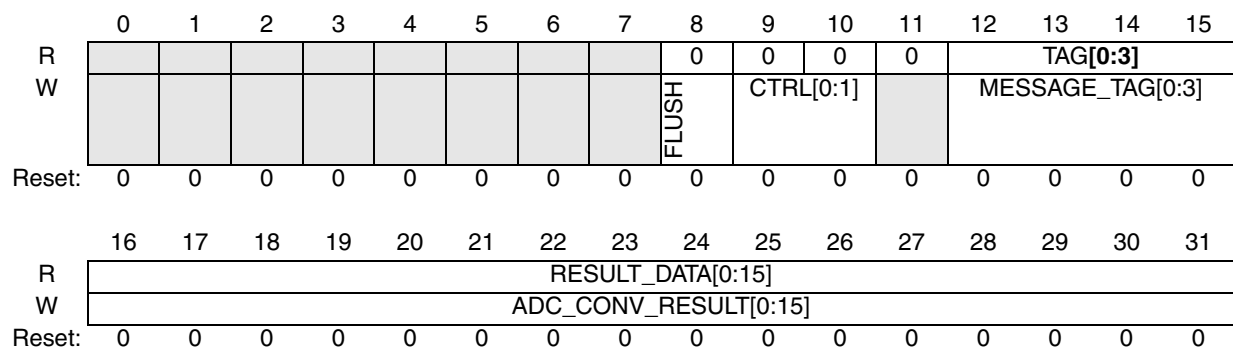 0 1 2 3 4 5 6 7 8 9 10 11 12 13 14 15
R 0 0 0 0 TAG[0:3]
W FLUSH CTRL[0:1] MESSAGE_TAG[0:3]
Reset: 0 0 0 0 0 0 0 0 0 0 0 0 0 0 0 0
16 17 18 19 20 21 22 23 24 25 26 27 28 29 30 31
R RESULT_DATA[0:15]
W ADC_CONV_RESULT[0:15]
Reset: 0 0 0 0 0 0 0 0 0 0 0 0 0 0 0 0